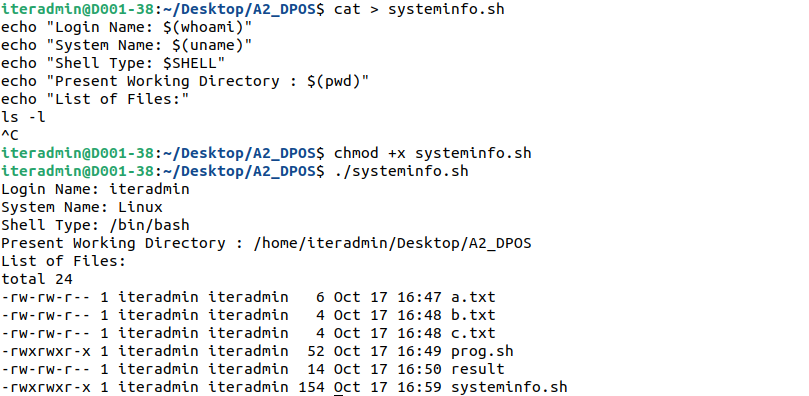 iteradmin@D001-38:~/Desktop/A2_DPOS$ cat > systeminfo.sh
echo "Login Name: $(whoami)"
echo "System Name: $(uname)"
echo "Shell Type: $SHELL"
echo "Present Working Directory : $(pwd)"
echo "List of Files:"
ls -l
^C
iteradmin@D001-38:~/Desktop/A2_DPOS$ chmod +x systeminfo.sh
iteradmin@D001-38:~/Desktop/A2_DPOS$ ./systeminfo.sh
Login Name: iteradmin
System Name: Linux
Shell Type: /bin/bash
Present Working Directory : /home/iteradmin/Desktop/A2_DPOS
List of Files:
total 24
-rw-rw-r-- 1 iteradmin iteradmin   6 Oct 17 16:47 a.txt
-rw-rw-r-- 1 iteradmin iteradmin   4 Oct 17 16:48 b.txt
-rw-rw-r-- 1 iteradmin iteradmin   4 Oct 17 16:48 c.txt
-rwxrwxr-x 1 iteradmin iteradmin  52 Oct 17 16:49 prog.sh
-rw-rw-r-- 1 iteradmin iteradmin  14 Oct 17 16:50 result
-rwxrwxr-x 1 iteradmin iteradmin 154 Oct 17 16:59 systeminfo.sh